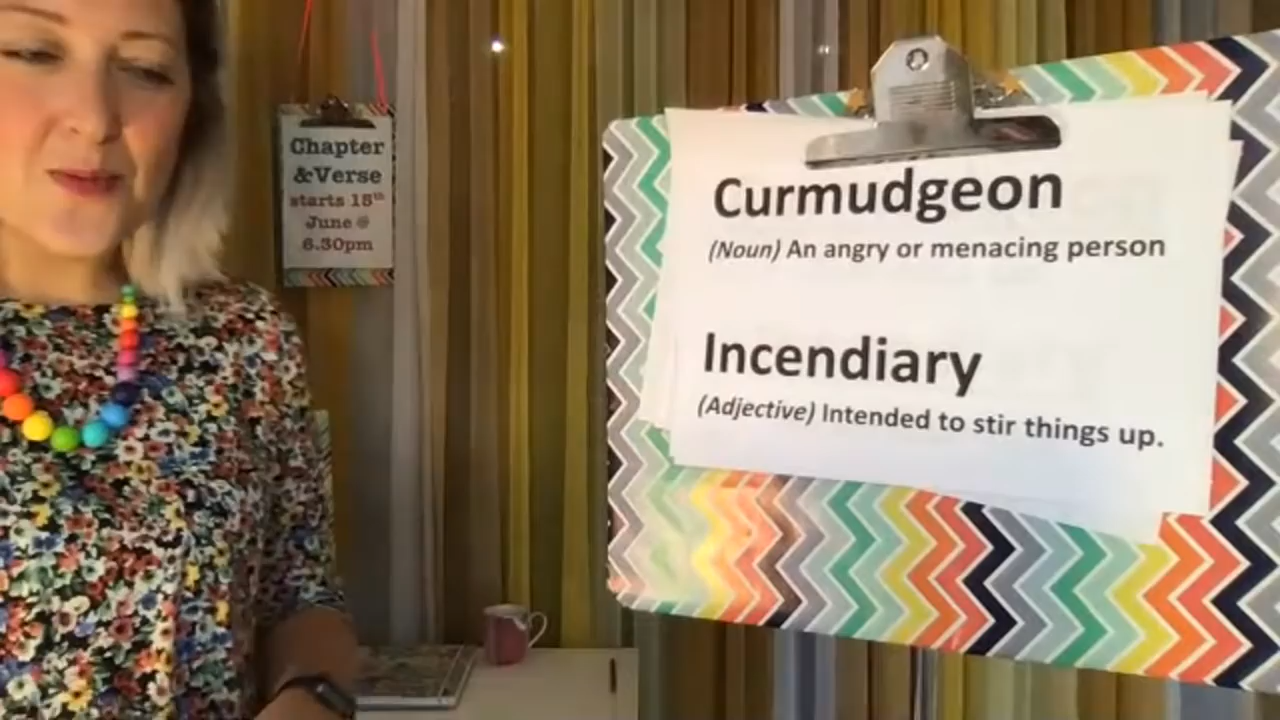 Chapter
&Verse
starts 15th
June @
6.30pm
Curmudgeon
(Noun) An angry or menacing person
Incendiary
(Adjective) Intended to stir things up.